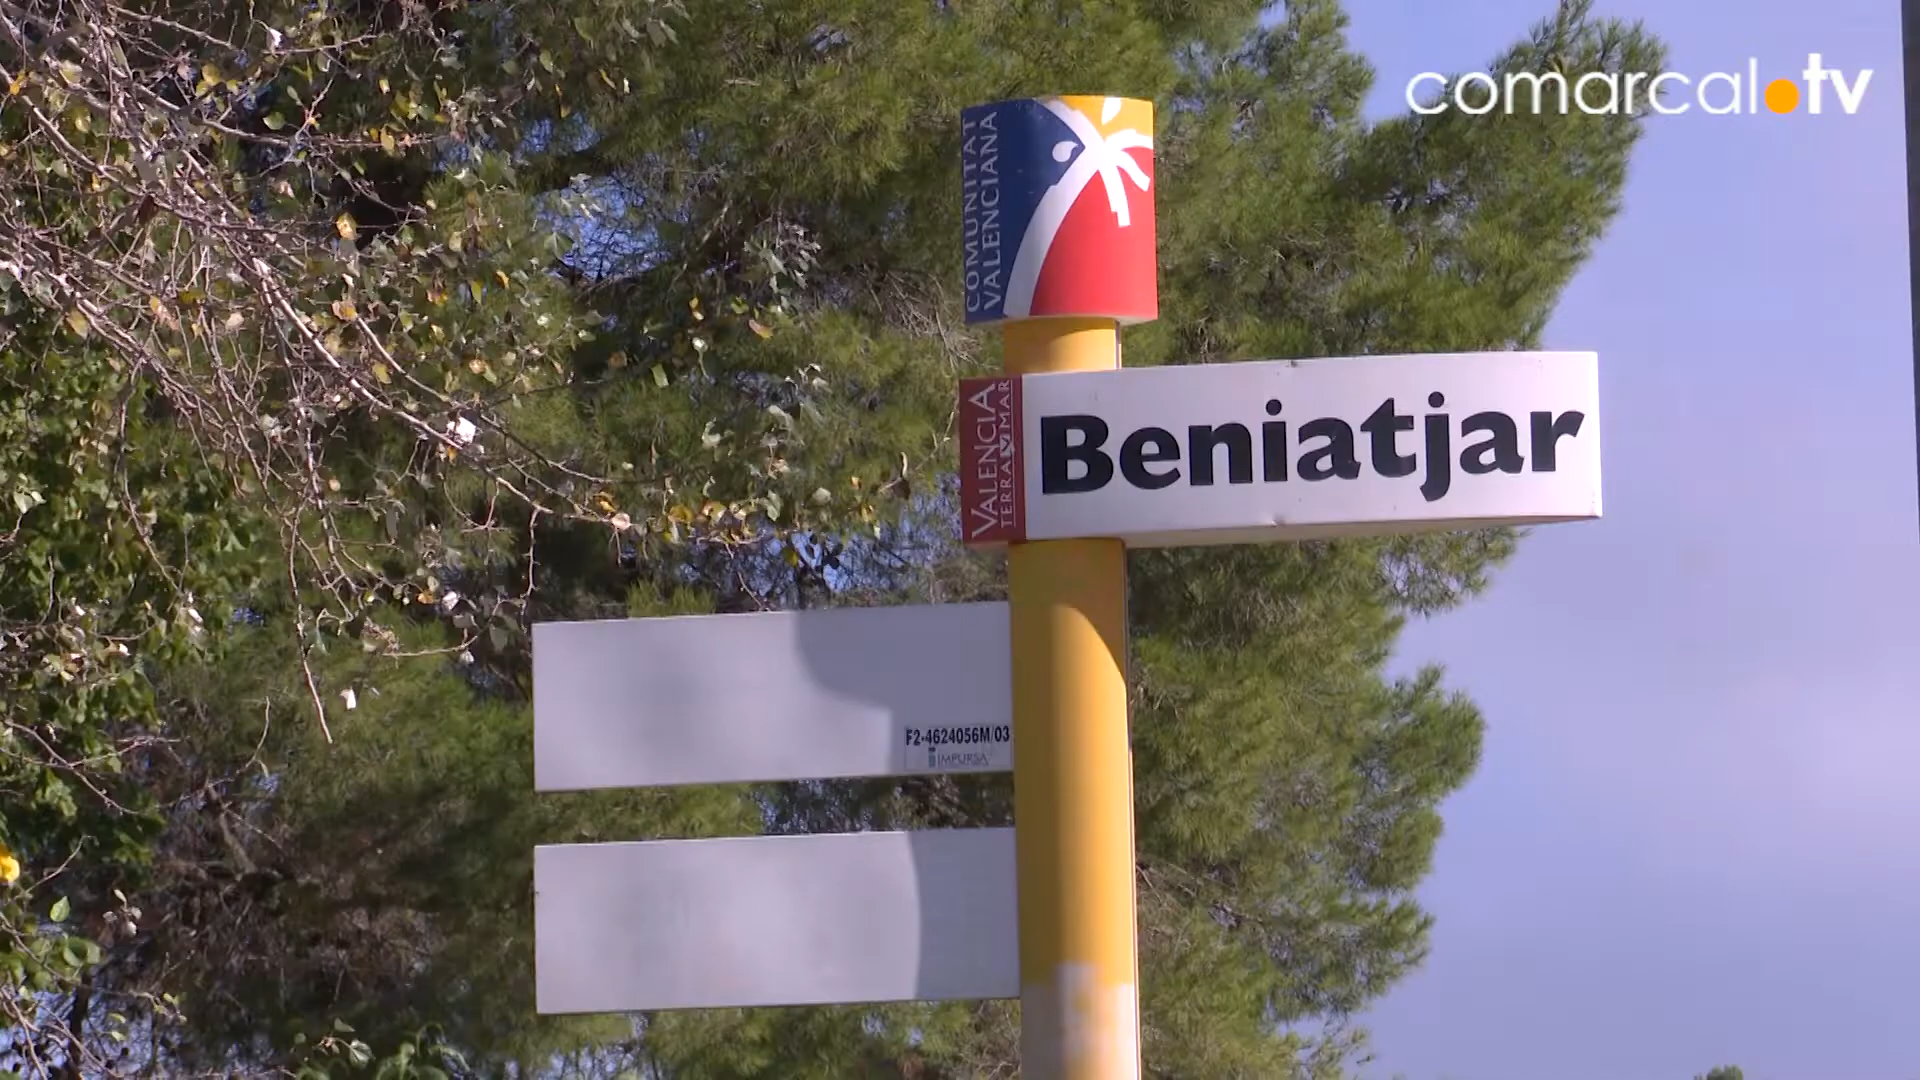 comarcal.tv
COMUNITAT
VALENCIANA
VALENCIA
TERRA MAR
Beniatjar
F2-4624056M/03
IMPURSA